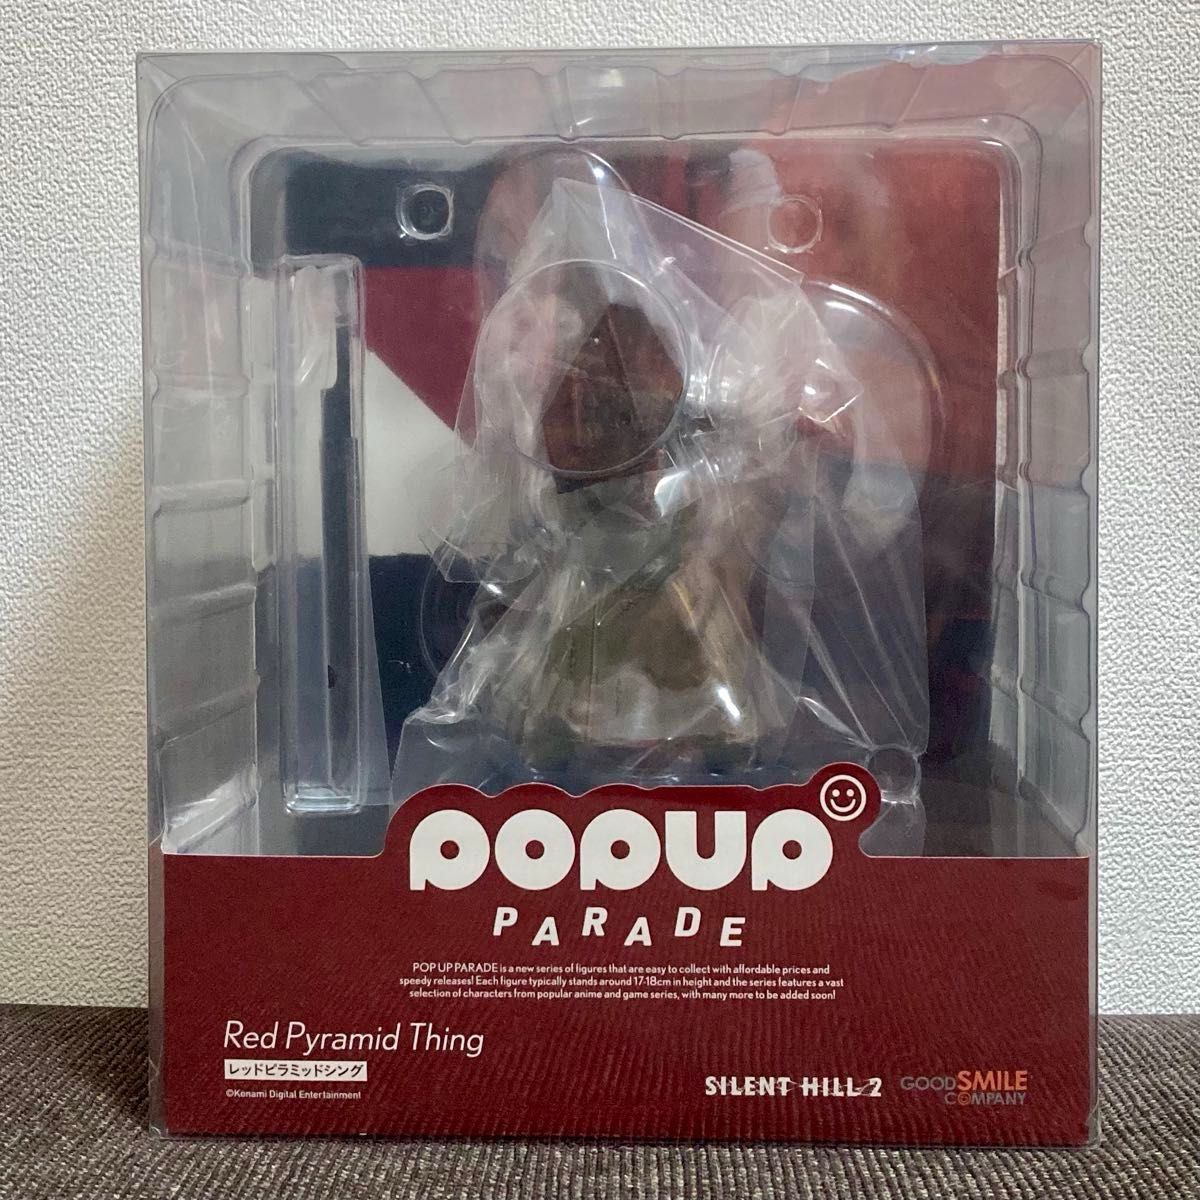 POPUP
PARADE
POP UP PARADE is a new series of figures that are easy to collect with affordable prices and
speedy releases! Each figure typically stands around 17-18cm in height and the series features a vast
selection of characters from popular anime and game series, with many more to be added soon!
Red Pyramid Thing
レッドピラミッドシング
©Konami Digital Entertainment
SILENT HILL 2
GOOD SMILE
COMPANY